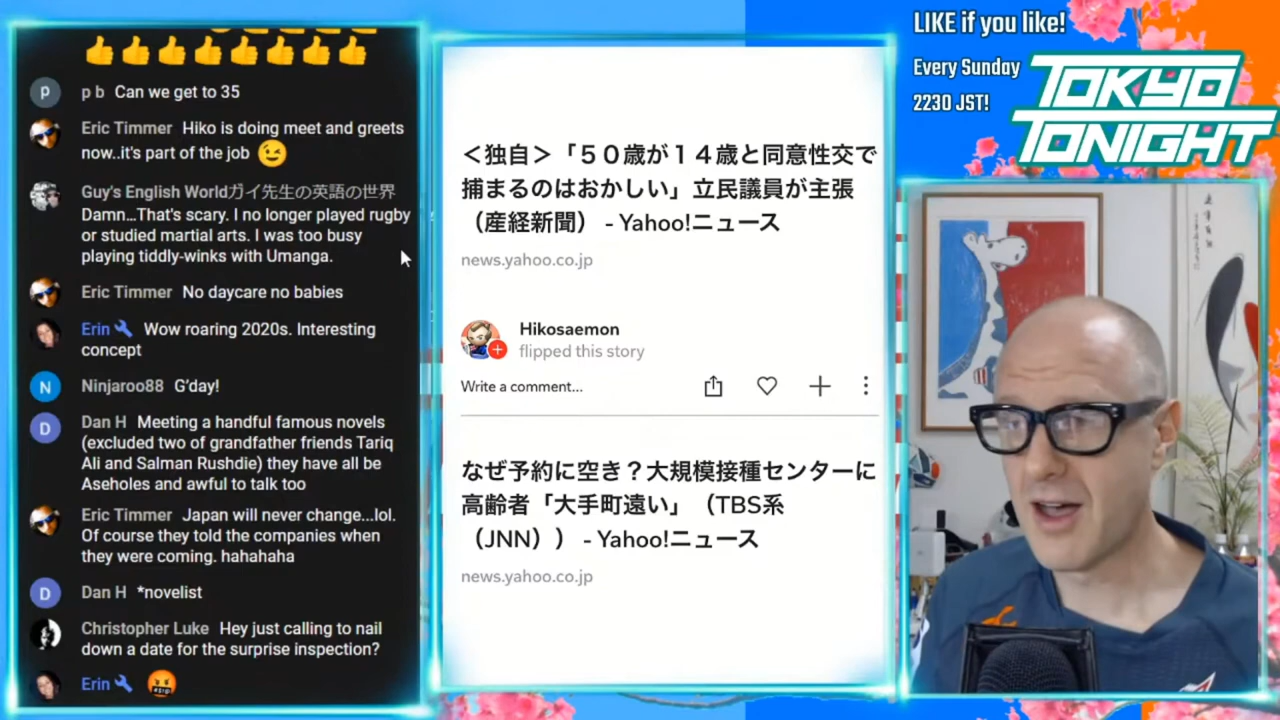 p b Can we get to 35
Eric Timmer Hiko is doing meet and greets
now..it's part of the job
Guy's English Worldガイ先生の英語の世界
Damn...That's scary. I no longer played rugby
or studied martial arts. I was too busy
playing tiddly-winks with Umanga.
Eric Timmer No daycare no babies
Erin Wow roaring 2020s. Interesting
concept
N Ninjaroo88 G'day!
D Dan H Meeting a handful famous novels
(excluded two of grandfather friends Tariq
Ali and Salman Rushdie) they have all be
Aseholes and awful to talk too
Eric Timmer Japan will never change...lol.
Of course they told the companies when
they were coming. hahahaha
D Dan H *novelist
Christopher Luke Hey just calling to nail
down a date for the surprise inspection?
Erin
＜独自＞「５０歳が１４歳と同意性交で
捕まるのはおかしい」立民議員が主張
（産経新聞） - Yahoo!ニュース
news.yahoo.co.jp
Hikosaemon
flipped this story
Write a comment...
なぜ予約に空き？大規模接種センターに
高齢者「大手町遠い」（TBS系
（JNN）） - Yahoo!ニュース
news.yahoo.co.jp
LIKE if you like!
Every Sunday
2230 JST!
TOKYO
TONIGHT